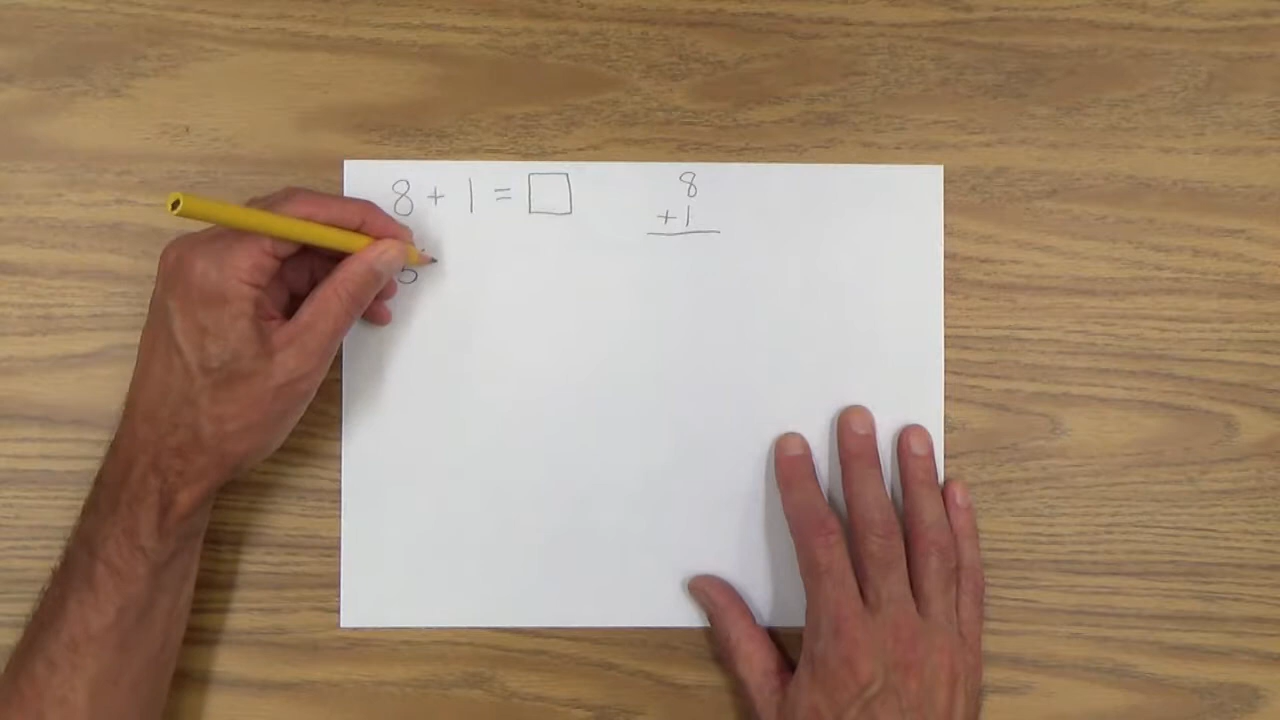 8 + 1 = □
8
+1